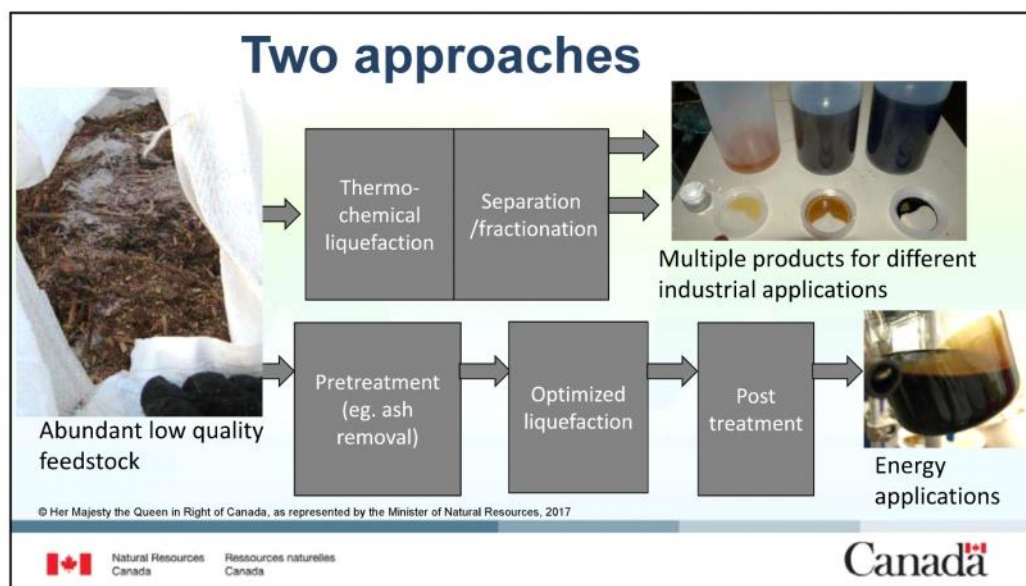 Two approaches
Thermo-
chemical
liquefaction
Separation
/fractionation
Multiple products for different
industrial applications
Abundant low quality
feedstock
Pretreatment
(eg. ash
removal)
Optimized
liquefaction
Post
treatment
Energy
applications
© Her Majesty the Queen in Right of Canada, as represented by the Minister of Natural Resources, 2017
Natural Resources
Canada
Ressources naturelles
Canada
Canada